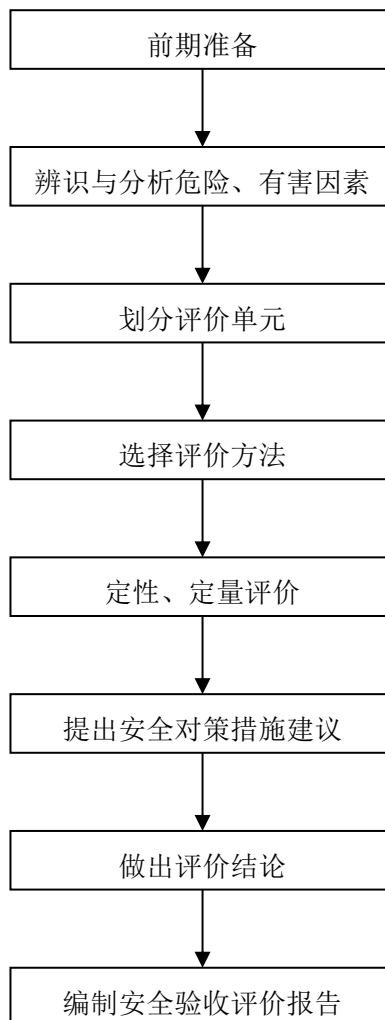 前期准备
辨识与分析危险、有害因素
划分评价单元
选择评价方法
定性、定量评价
提出安全对策措施建议
做出评价结论
编制安全验收评价报告